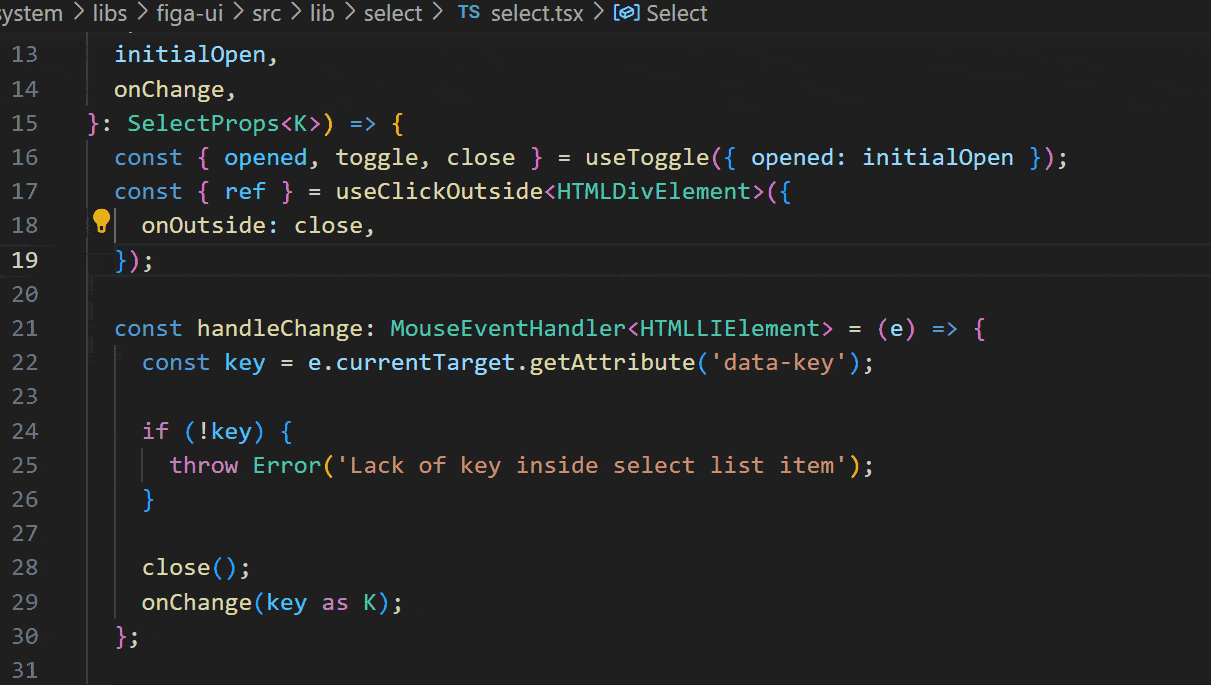 system > libs > figa-ui > src > lib > select > TS select.tsx > Select
13 initialOpen,
14 onChange,
15 }: SelectProps<K>) => {
16 const { opened, toggle, close } = useToggle({ opened: initialOpen });
17 const { ref } = useClickOutside<HTMLDivElement>({
18 onOutside: close,
19 });
20
21 const handleChange: MouseEventHandler<HTMLLIElement> = (e) => {
22 const key = e.currentTarget.getAttribute('data-key');
23
24 if (!key) {
25 throw Error('Lack of key inside select list item');
26 }
27
28 close();
29 onChange(key as K);
30 };
31